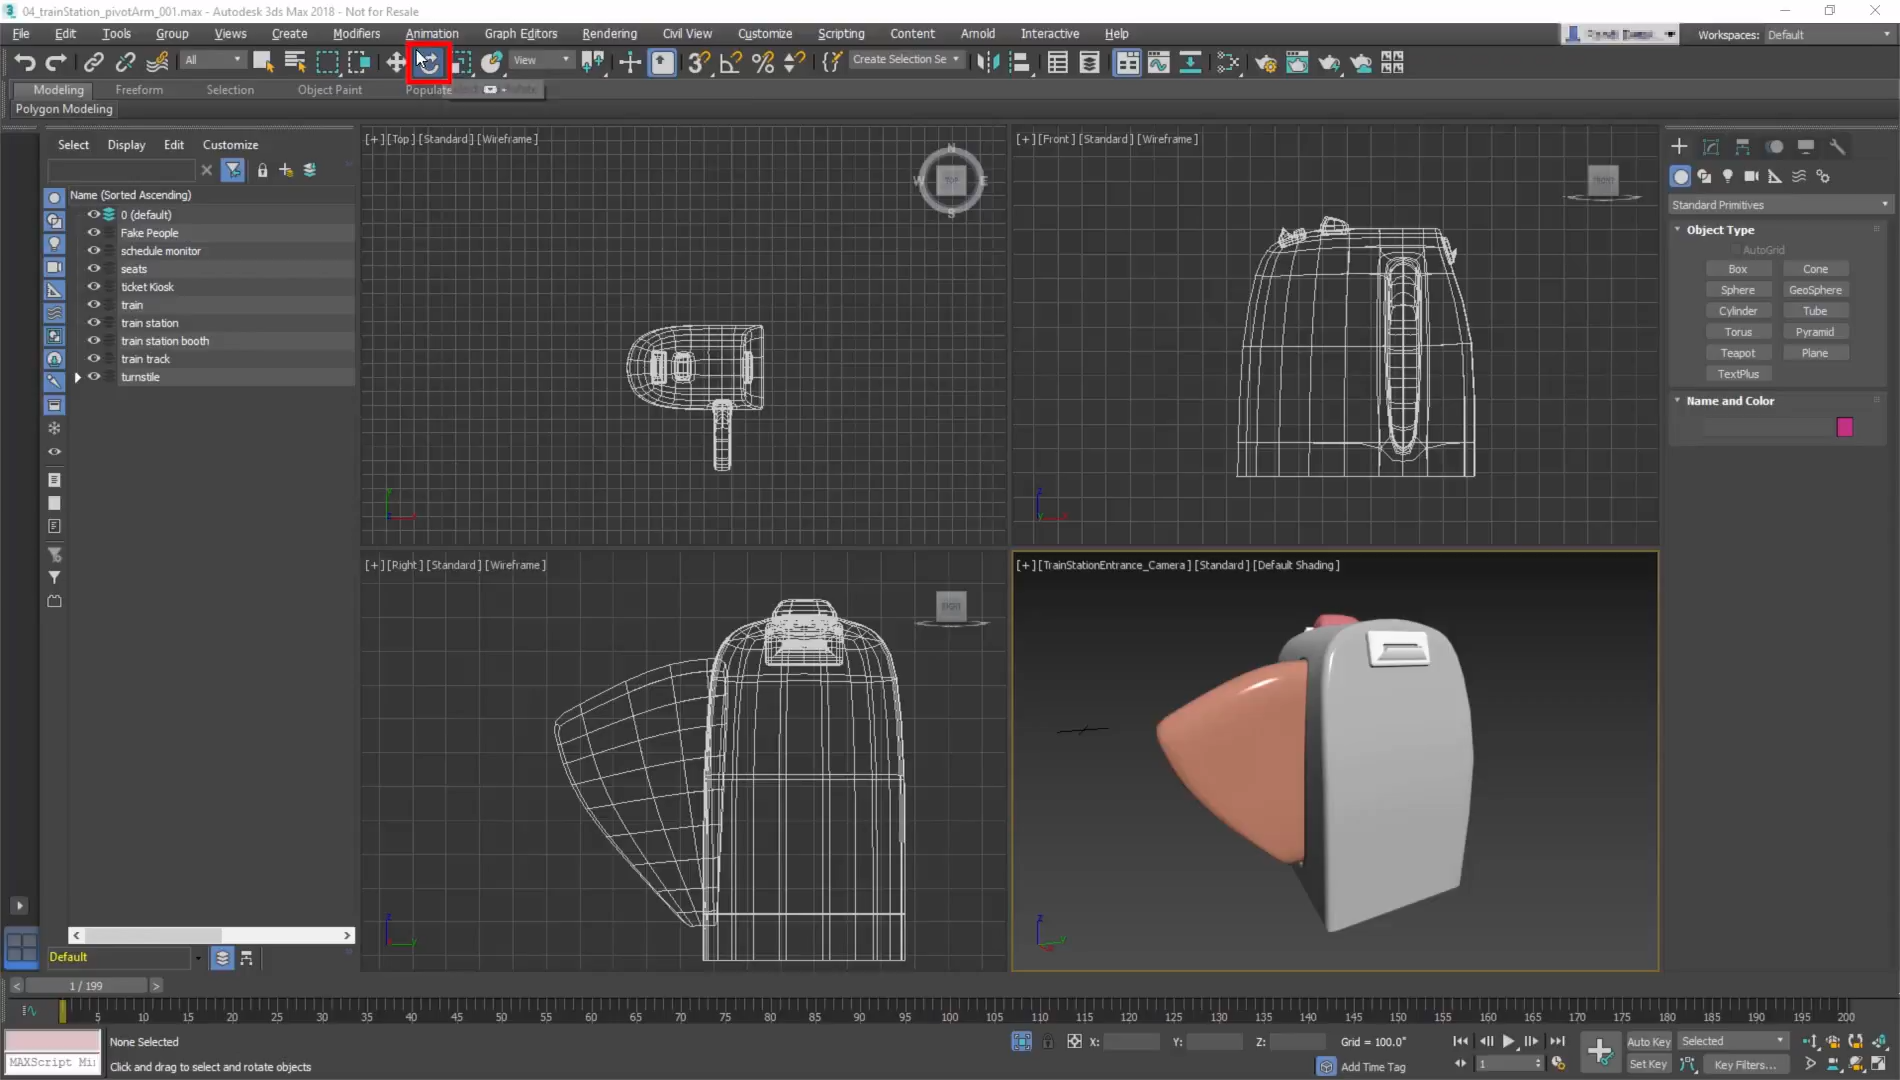 04_trainStation_pivotArm_001.max - Autodesk 3ds Max 2018 - Not for Resale
File Edit Tools Group Views Create Modifiers Animation Graph Editors Rendering Civil View Customize Scripting Content Arnold Interactive Help
Workspaces: Default
All
View
Create Selection Se
Modeling Freeform Selection Object Paint Populate
Polygon Modeling
Select Display Edit Customize
Name (Sorted Ascending)
0 (default)
Fake People
schedule monitor
seats
ticket Kiosk
train
train station
train station booth
train track
turnstile
Default
[+] [Top] [Standard] [Wireframe]
N
W TOP E
S
[+] [Front] [Standard] [Wireframe]
FRONT
[+] [Right] [Standard] [Wireframe]
RIGHT
[+] [TrainStationEntrance_Camera] [Standard] [Default Shading]
Standard Primitives
Object Type
AutoGrid
Box Cone
Sphere GeoSphere
Cylinder Tube
Torus Pyramid
Teapot Plane
TextPlus
Name and Color
< 1 / 199 >
5 10 15 20 25 30 35 40 45 50 55 60 65 70 75 80 85 90 95 100 105 110 115 120 125 130 135 140 145 150 155 160 165 170 175 180 185 190 195 200
None Selected
X: Y: Z: Grid = 100.0"
Auto Key Selected
MAXScript Mi
Click and drag to select and rotate objects
Add Time Tag
1
Set Key Key Filters...